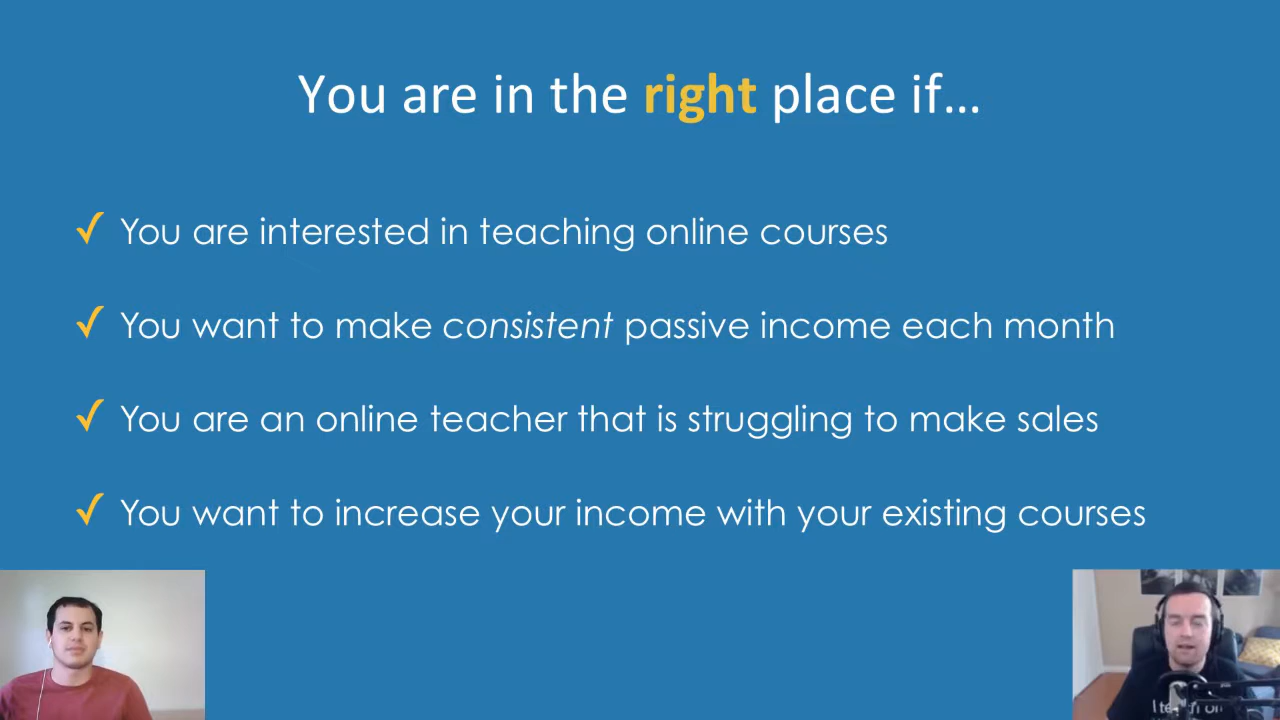 You are in the right place if...
✓ You are interested in teaching online courses
✓ You want to make consistent passive income each month
✓ You are an online teacher that is struggling to make sales
✓ You want to increase your income with your existing courses